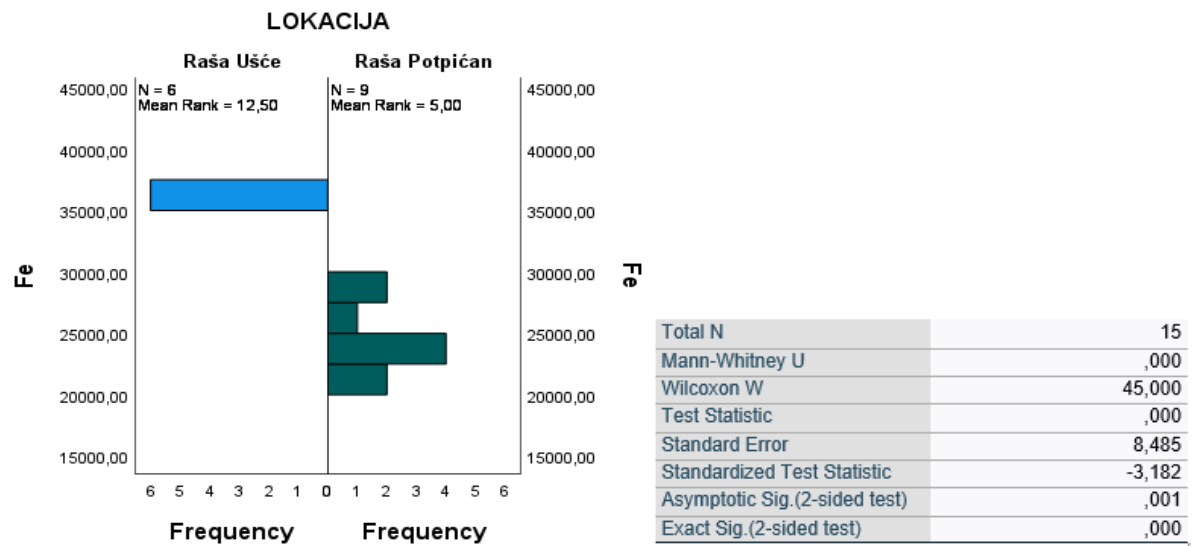 LOKACIJA
Raša Ušće Raša Potpićan
N = 6 N = 9
Mean Rank = 12,50 Mean Rank = 5,00
45000,00 45000,00
40000,00 40000,00
35000,00 35000,00
30000,00 30000,00
25000,00 25000,00
20000,00 20000,00
15000,00 15000,00
Fe Fe
6 5 4 3 2 1 0 1 2 3 4 5 6
Frequency Frequency
Total N 15
Mann-Whitney U ,000
Wilcoxon W 45,000
Test Statistic ,000
Standard Error 8,485
Standardized Test Statistic -3,182
Asymptotic Sig.(2-sided test) ,001
Exact Sig.(2-sided test) ,000